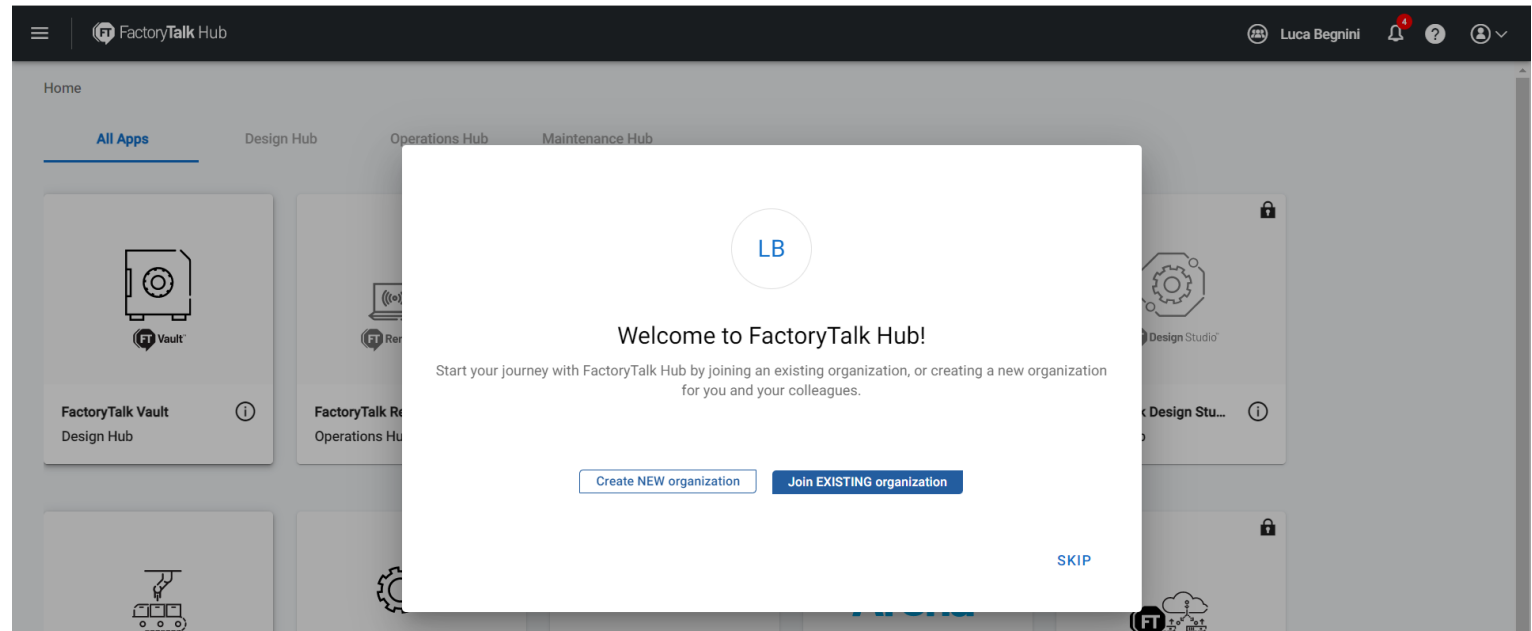 FactoryTalk Hub
Luca Begnini
4
?
Home
All Apps
Design Hub
Operations Hub
Maintenance Hub
LB
Welcome to FactoryTalk Hub!
Start your journey with FactoryTalk Hub by joining an existing organization, or creating a new organization
for you and your colleagues.
Create NEW organization
Join EXISTING organization
SKIP
FT Vault
FactoryTalk Vault
Design Hub
FT
FactoryTalk
Operations
Design Studio
Design Stu...
FT